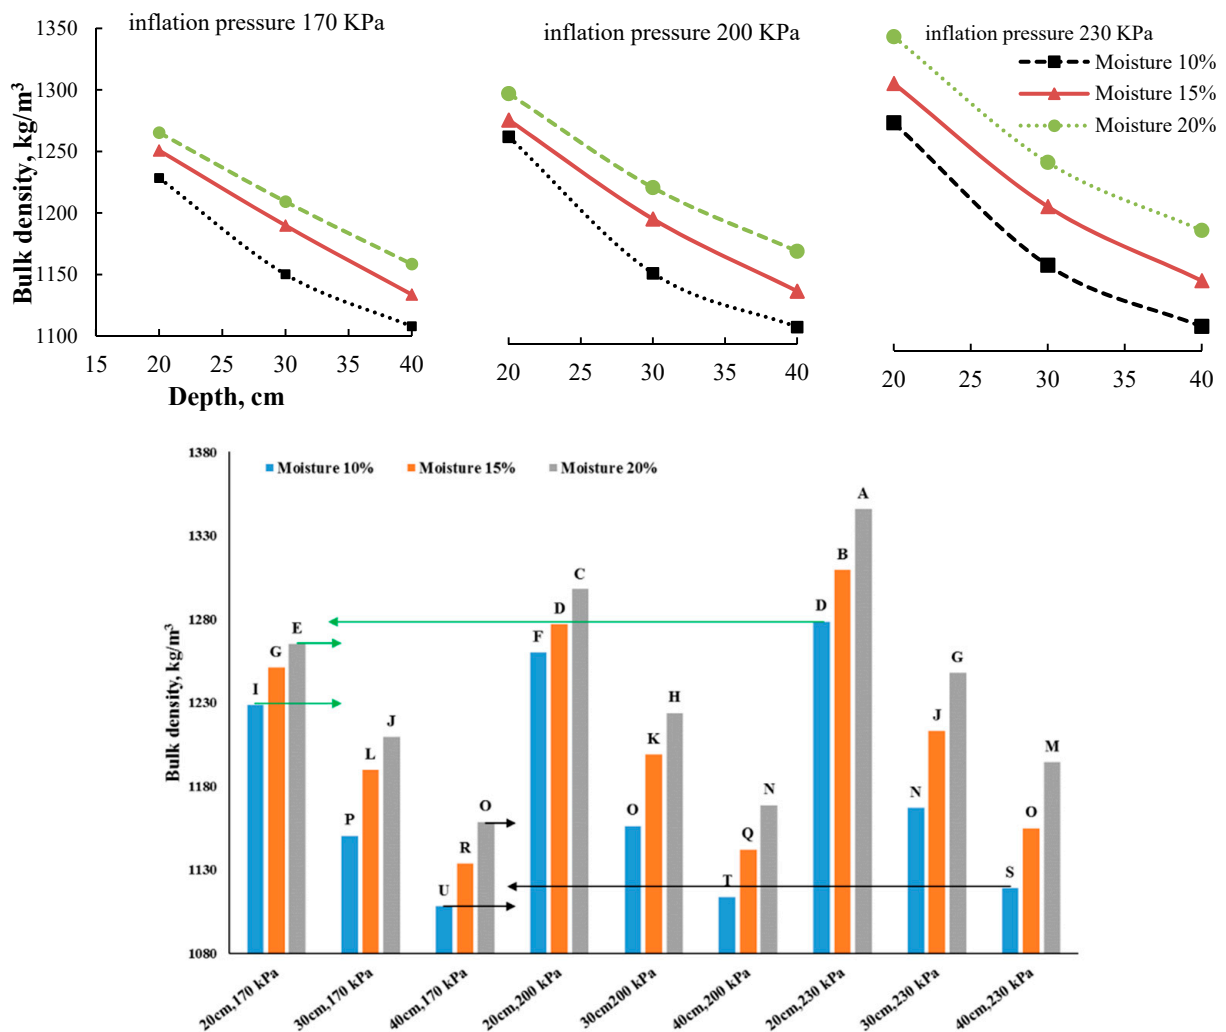 inflation pressure 170 KPa
inflation pressure 200 KPa
inflation pressure 230 KPa
Moisture 10%
Moisture 15%
Moisture 20%
Bulk density, kg/m³
1350
1300
1250
1200
1150
1100
15 20 25 30 35 40
20 25 30 35 40
20 25 30 35 40
Depth, cm
Moisture 10% Moisture 15% Moisture 20%
Bulk density, kg/m³
1380
1330
1280
1230
1180
1130
1080
I G E
P L J
U R O
F D C
O K H
T Q N
D B A
N J G
S O M
20cm,170 kPa
30cm,170 kPa
40cm,170 kPa
20cm,200 kPa
30cm200 kPa
40cm,200 kPa
20cm,230 kPa
30cm,230 kPa
40cm,230 kPa